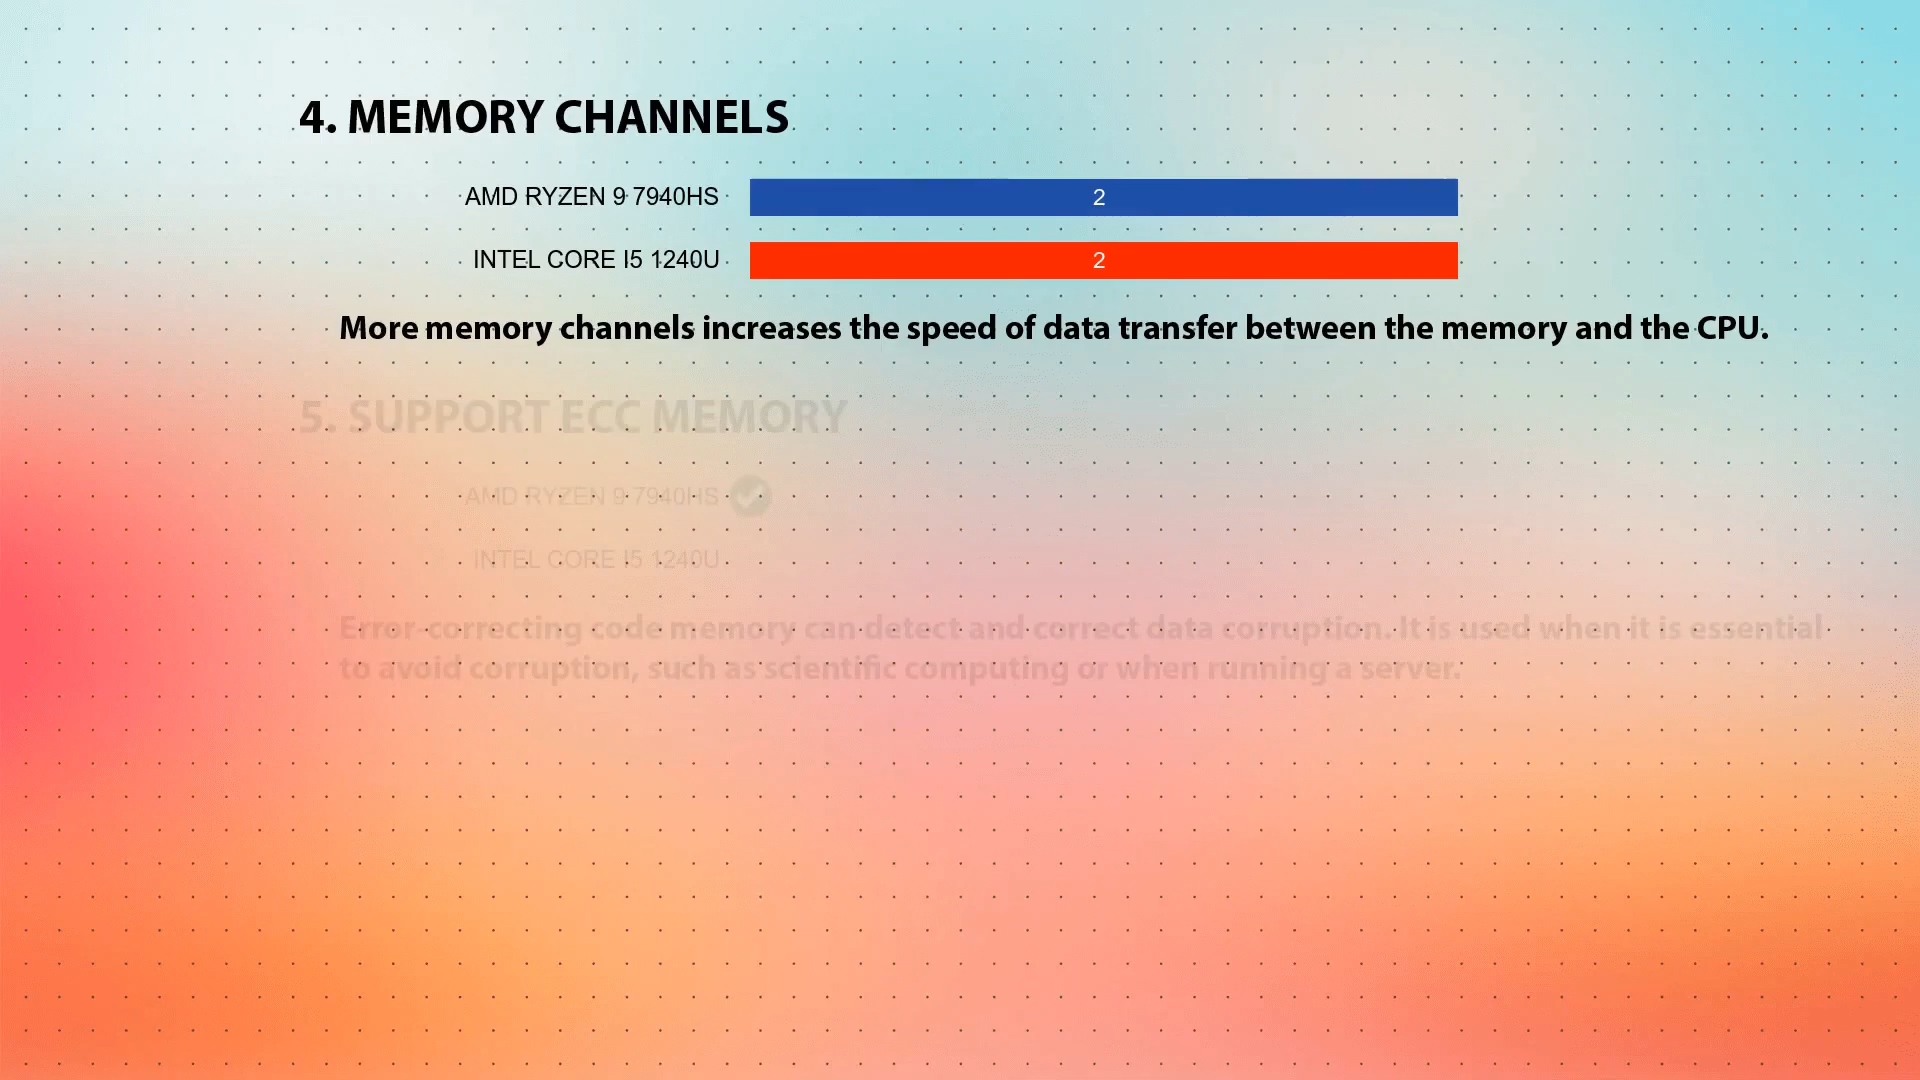 4. MEMORY CHANNELS
AMD RYZEN 9 7940HS
2
INTEL CORE I5 1240U
2
More memory channels increases the speed of data transfer between the memory and the CPU.
5. SUPPORT ECC MEMORY
AMD RYZEN 9 7940HS
INTEL CORE I5 1240U
Error-correcting code memory can detect and correct data corruption. It is used when it is essential
to avoid corruption, such as scientific computing or when running a server.